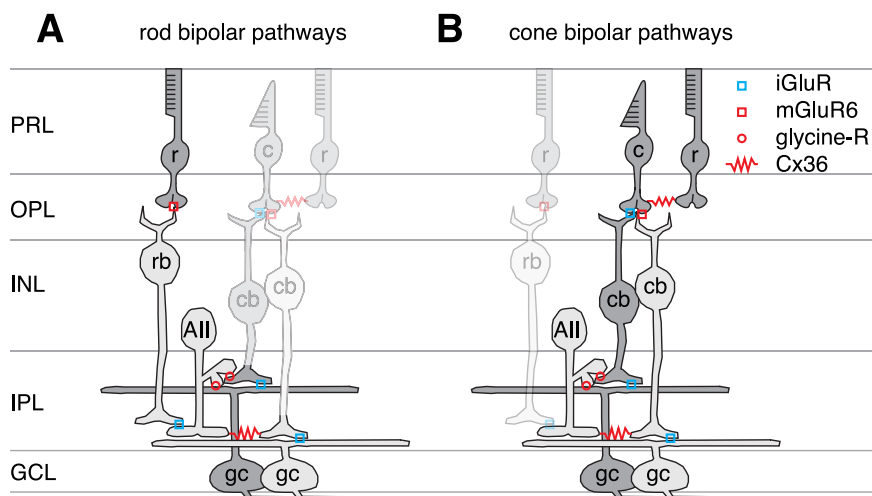 A rod bipolar pathways
B cone bipolar pathways
iGluR
mGluR6
glycine-R
Cx36
PRL
r
c
r
r
c
r
OPL
INL
rb
cb
cb
AII
rb
cb
cb
AII
IPL
GCL
gc
gc
gc
gc